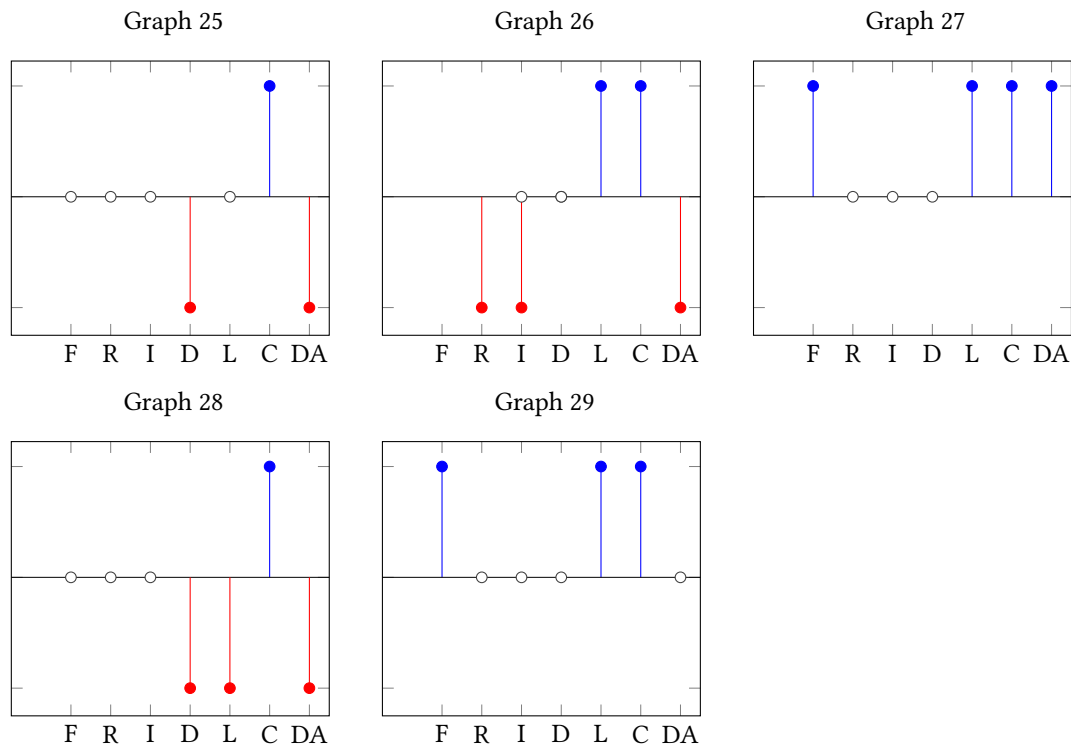 Graph 25
Graph 26
Graph 27
F R I D L C DA
F R I D L C DA
F R I D L C DA
Graph 28
Graph 29
F R I D L C DA
F R I D L C DA